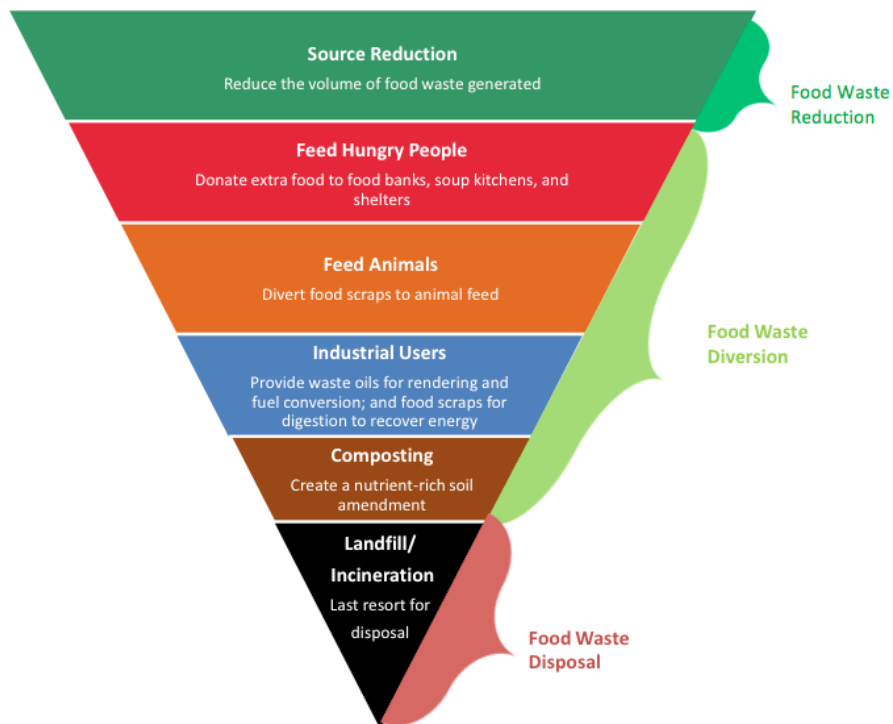 Source Reduction
Reduce the volume of food waste generated
Food Waste
Reduction
Feed Hungry People
Donate extra food to food banks, soup kitchens, and
shelters
Feed Animals
Divert food scraps to animal feed
Food Waste
Diversion
Industrial Users
Provide waste oils for rendering and
fuel conversion; and food scraps for
digestion to recover energy
Composting
Create a nutrient-rich soil
amendment
Landfill/
Incineration
Last resort for
disposal
Food Waste
Disposal